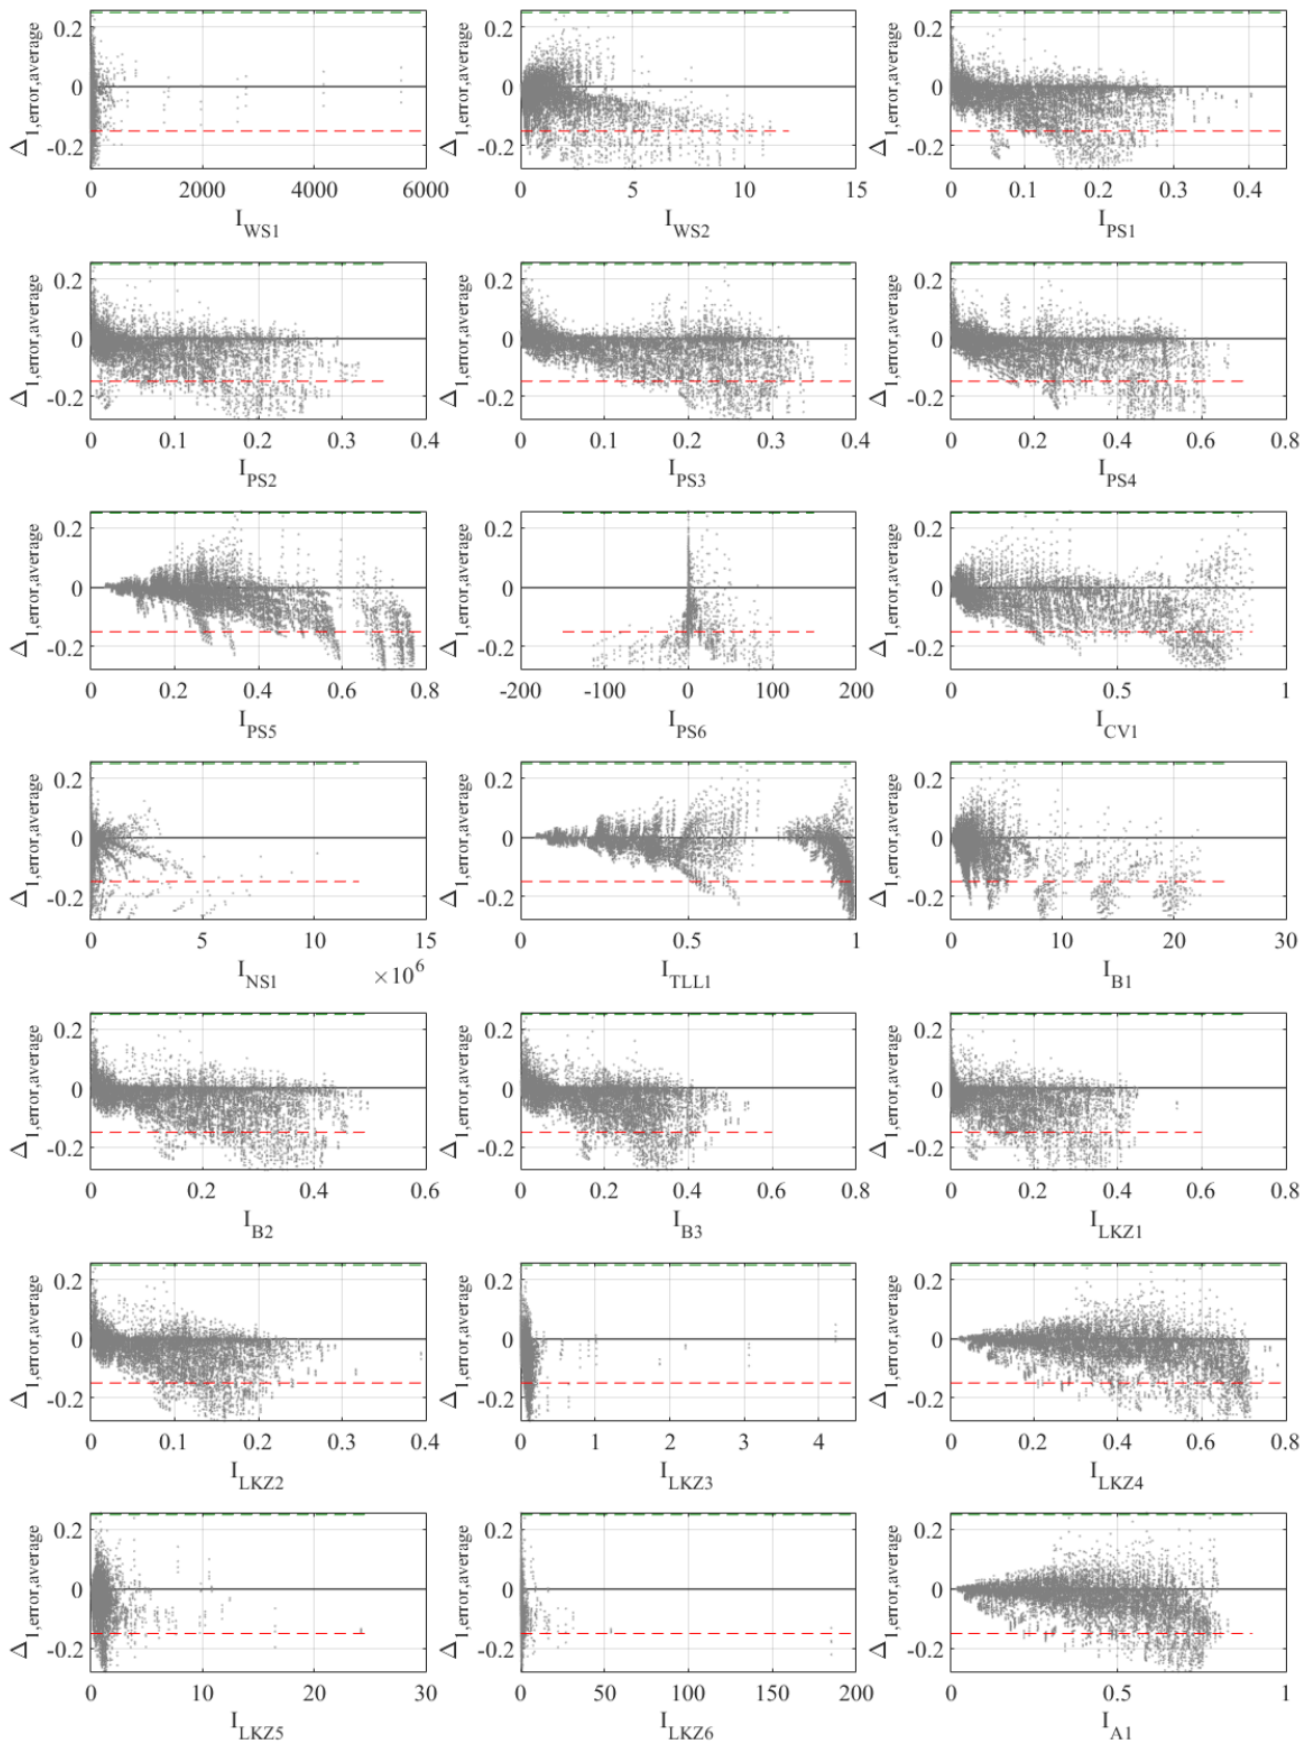 Δ1,error,average
0.2
0
-0.2
0 2000 4000 6000
IWS1
Δ1,error,average
0.2
0
-0.2
0 5 10 15
IWS2
Δ1,error,average
0.2
0
-0.2
0 0.1 0.2 0.3 0.4
IPS1
Δ1,error,average
0.2
0
-0.2
0 0.1 0.2 0.3 0.4
IPS2
Δ1,error,average
0.2
0
-0.2
0 0.1 0.2 0.3 0.4
IPS3
Δ1,error,average
0.2
0
-0.2
0 0.2 0.4 0.6 0.8
IPS4
Δ1,error,average
0.2
0
-0.2
0 0.2 0.4 0.6 0.8
IPS5
Δ1,error,average
0.2
0
-0.2
-200 -100 0 100 200
IPS6
Δ1,error,average
0.2
0
-0.2
0 0.5 1
ICV1
Δ1,error,average
0.2
0
-0.2
0 5 10 15
INS1 ×10⁶
Δ1,error,average
0.2
0
-0.2
0 0.5 1
ITLL1
Δ1,error,average
0.2
0
-0.2
0 10 20 30
IB1
Δ1,error,average
0.2
0
-0.2
0 0.2 0.4 0.6
IB2
Δ1,error,average
0.2
0
-0.2
0 0.2 0.4 0.6 0.8
IB3
Δ1,error,average
0.2
0
-0.2
0 0.2 0.4 0.6 0.8
ILKZ1
Δ1,error,average
0.2
0
-0.2
0 0.1 0.2 0.3 0.4
ILKZ2
Δ1,error,average
0.2
0
-0.2
0 1 2 3 4
ILKZ3
Δ1,error,average
0.2
0
-0.2
0 0.2 0.4 0.6 0.8
ILKZ4
Δ1,error,average
0.2
0
-0.2
0 10 20 30
ILKZ5
Δ1,error,average
0.2
0
-0.2
0 50 100 150 200
ILKZ6
Δ1,error,average
0.2
0
-0.2
0 0.5 1
IA1